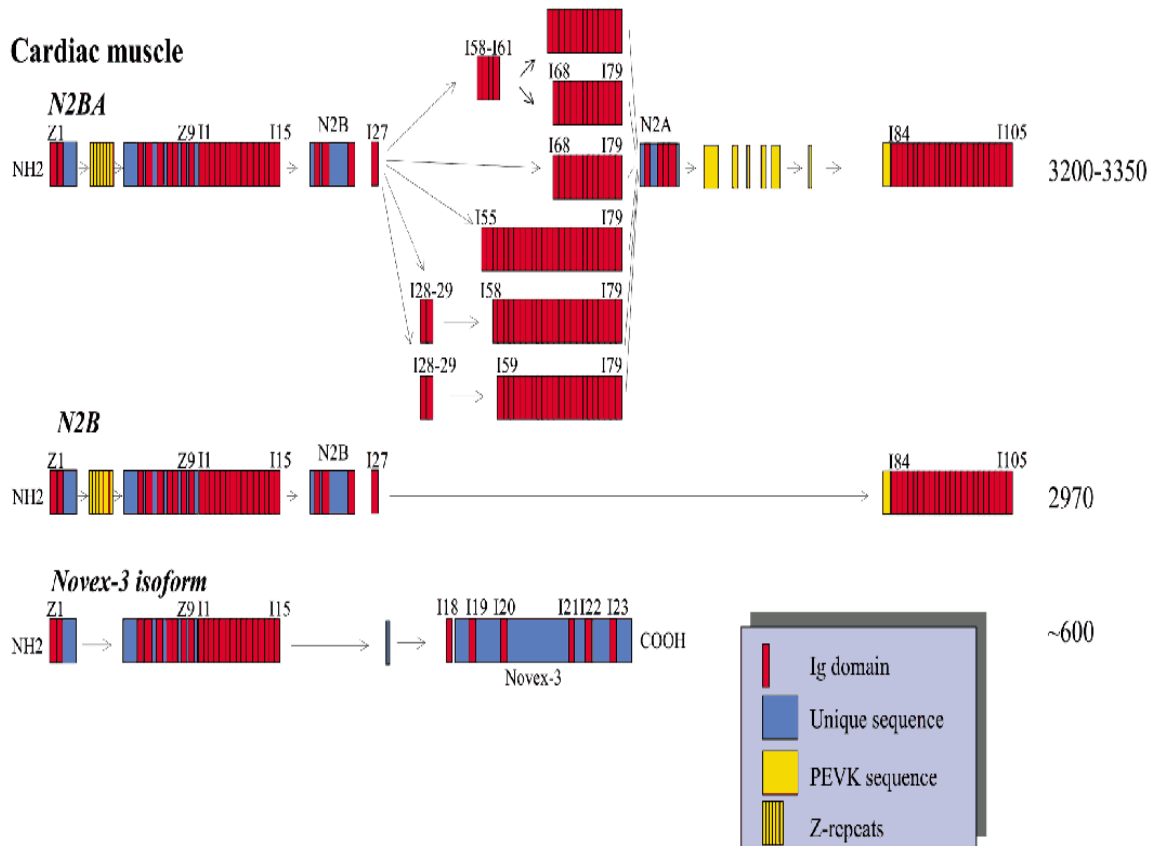 Cardiac muscle
N2BA
I58-I61
I68 I79
Z1 Z9 I1 I15 N2B I27 I68 I79 N2A I84 I105
NH2 3200-3350
I55 I79
I28-29 I58 I79
I28-29 I59 I79
N2B
Z1 Z9 I1 I15 N2B I27 I84 I105
NH2 2970
Novex-3 isoform
Z1 Z9 I1 I15 I18 I19 I20 I21 I22 I23
NH2 COOH ~600
Novex-3
Ig domain
Unique sequence
PEVK sequence
Z-repeats